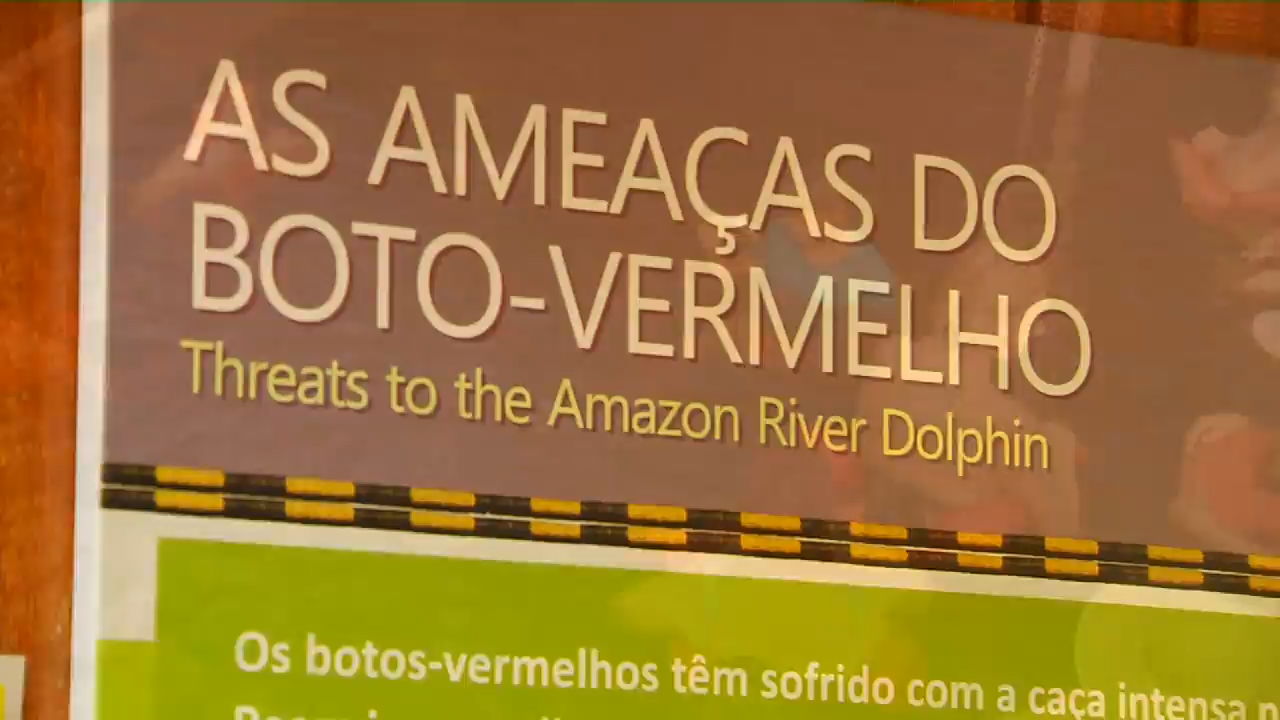 AS AMEAÇAS DO
BOTO-VERMELHO
Threats to the Amazon River Dolphin
Os botos-vermelhos têm sofrido com a caça intensa